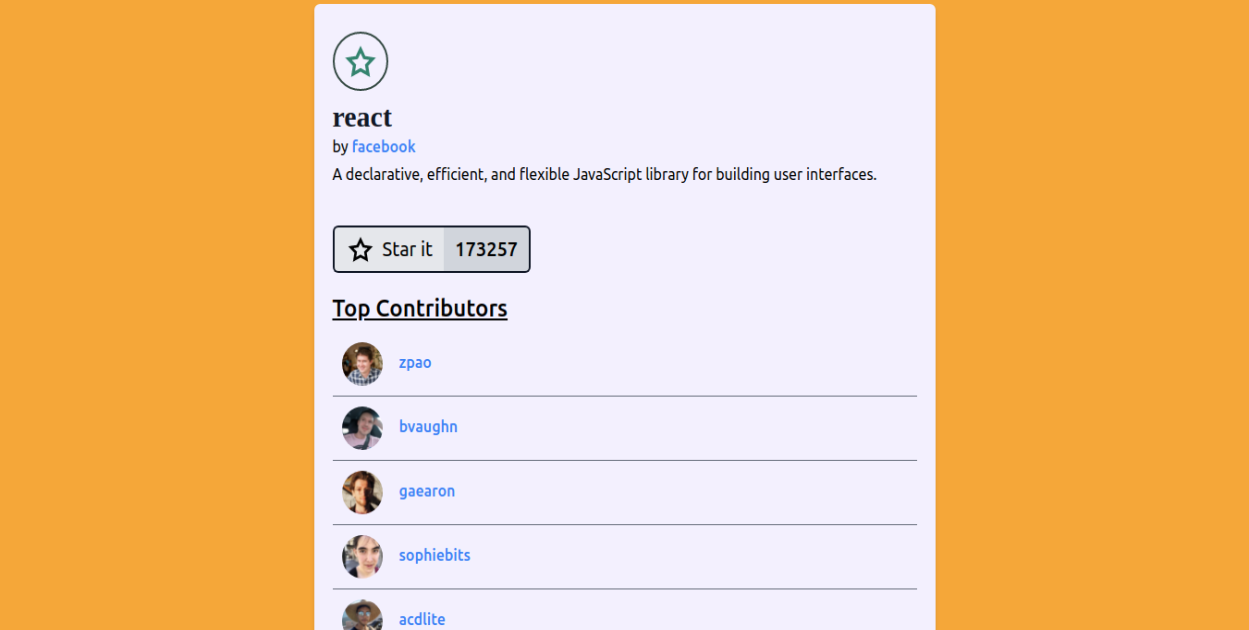 react
by facebook
A declarative, efficient, and flexible JavaScript library for building user interfaces.
Star it 173257
Top Contributors
zpao
bvaughn
gaearon
sophiebits
acdlite